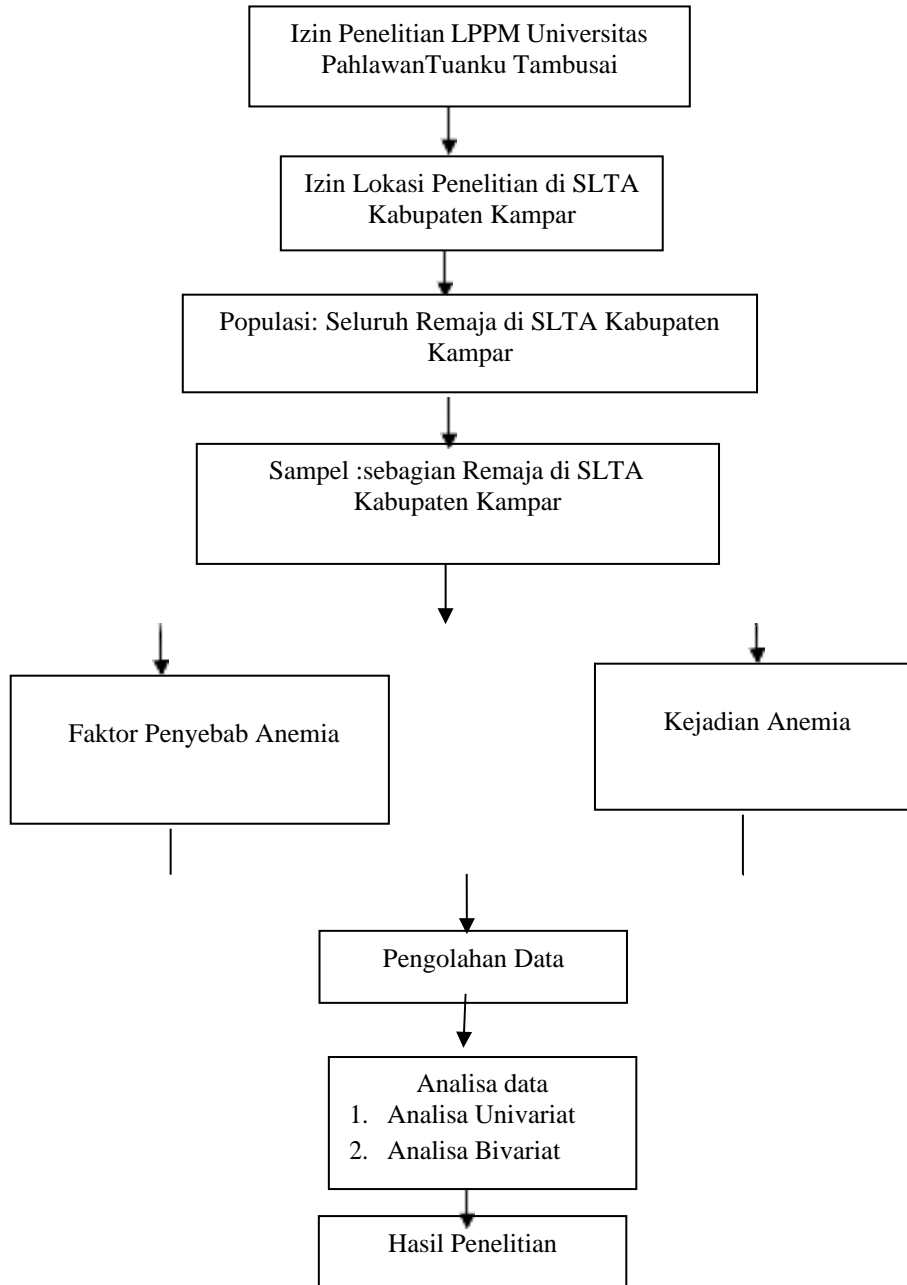 Izin Penelitian LPPM Universitas
PahlawanTuanku Tambusai
Izin Lokasi Penelitian di SLTA
Kabupaten Kampar
Populasi: Seluruh Remaja di SLTA Kabupaten
Kampar
Sampel :sebagian Remaja di SLTA
Kabupaten Kampar
Faktor Penyebab Anemia
Kejadian Anemia
Pengolahan Data
Analisa data
1. Analisa Univariat
2. Analisa Bivariat
Hasil Penelitian